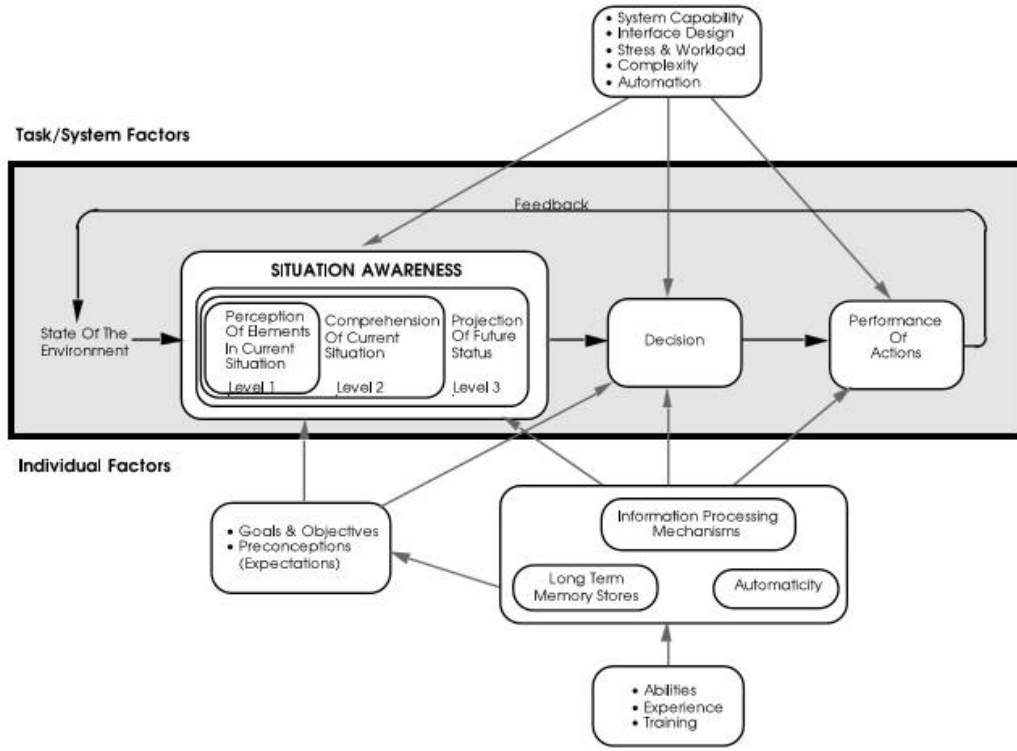 • System Capability
• Interface Design
• Stress & Workload
• Complexity
• Automation
Task/System Factors
Feedback
SITUATION AWARENESS
State Of The
Environment
Perception
Of Elements
In Current
Situation
Level 1
Comprehension
Of Current
Situation
Level 2
Projection
Of Future
Status
Level 3
Decision
Performance
Of
Actions
Individual Factors
• Goals & Objectives
• Preconceptions
(Expectations)
Information Processing
Mechanisms
Long Term
Memory Stores
Automaticity
• Abilities
• Experience
• Training